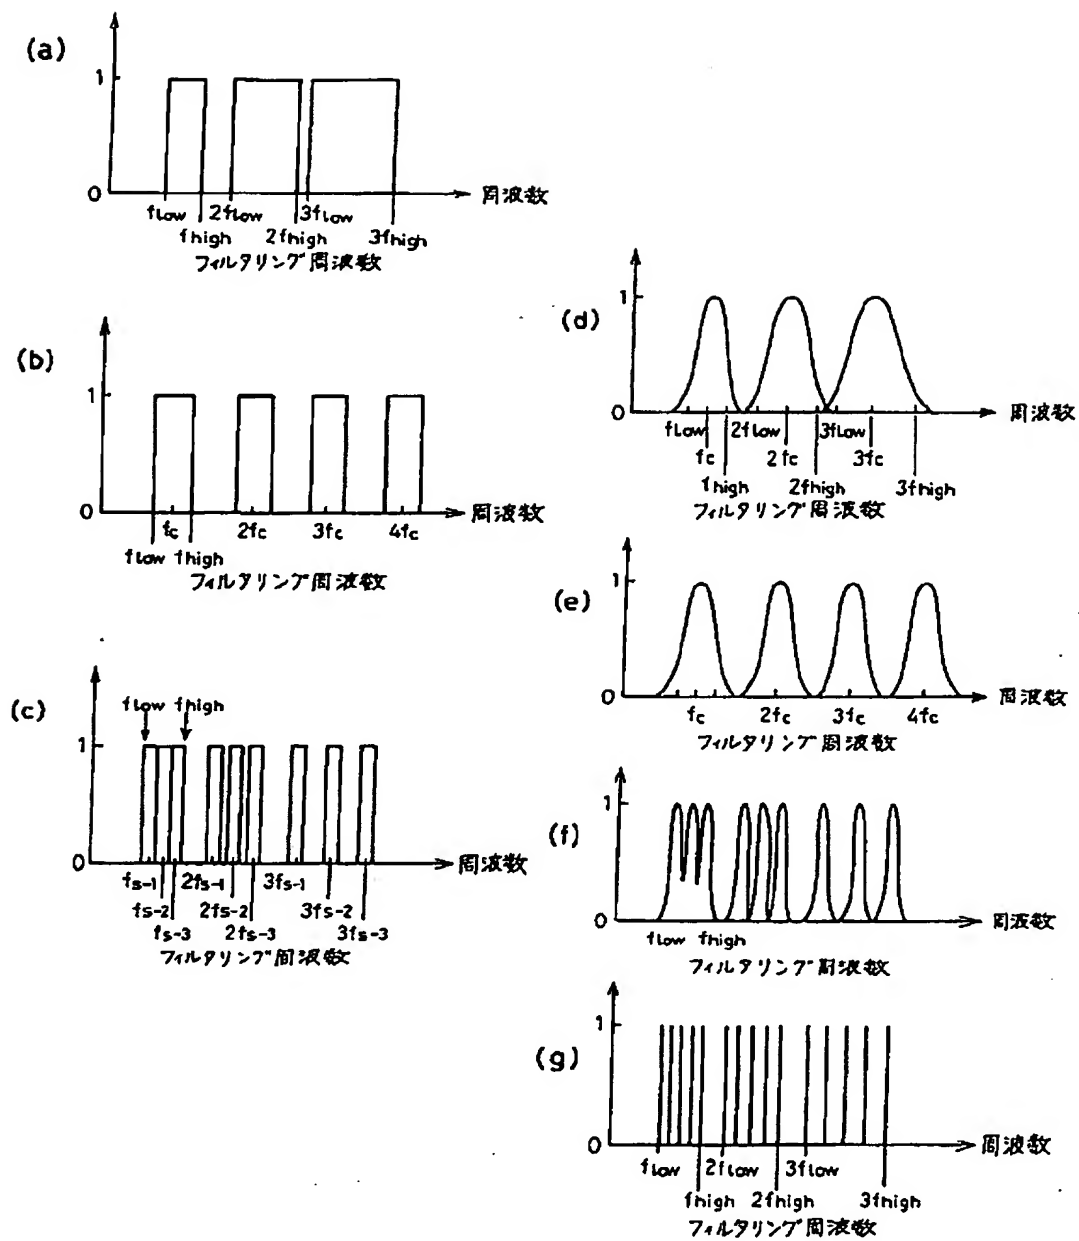 (a)
1
0
周波数
flow 2flow 3flow
fhigh 2fhigh 3fhigh
フィルタリング周波数
(b)
1
0
周波数
fc 2fc 3fc 4fc
flow fhigh
フィルタリング周波数
(c)
flow fhigh
1
0
周波数
fs-1 2fs-1 3fs-1
fs-2 2fs-2 3fs-2
fs-3 2fs-3 3fs-3
フィルタリング周波数
(d)
1
0
周波数
flow 2flow 3flow
fc 2fc 3fc
fhigh 2fhigh 3fhigh
フィルタリング周波数
(e)
1
0
周波数
fc 2fc 3fc 4fc
フィルタリング周波数
(f)
1
0
周波数
flow fhigh
フィルタリング周波数
(g)
1
0
周波数
flow 2flow 3flow
fhigh 2fhigh 3fhigh
フィルタリング周波数